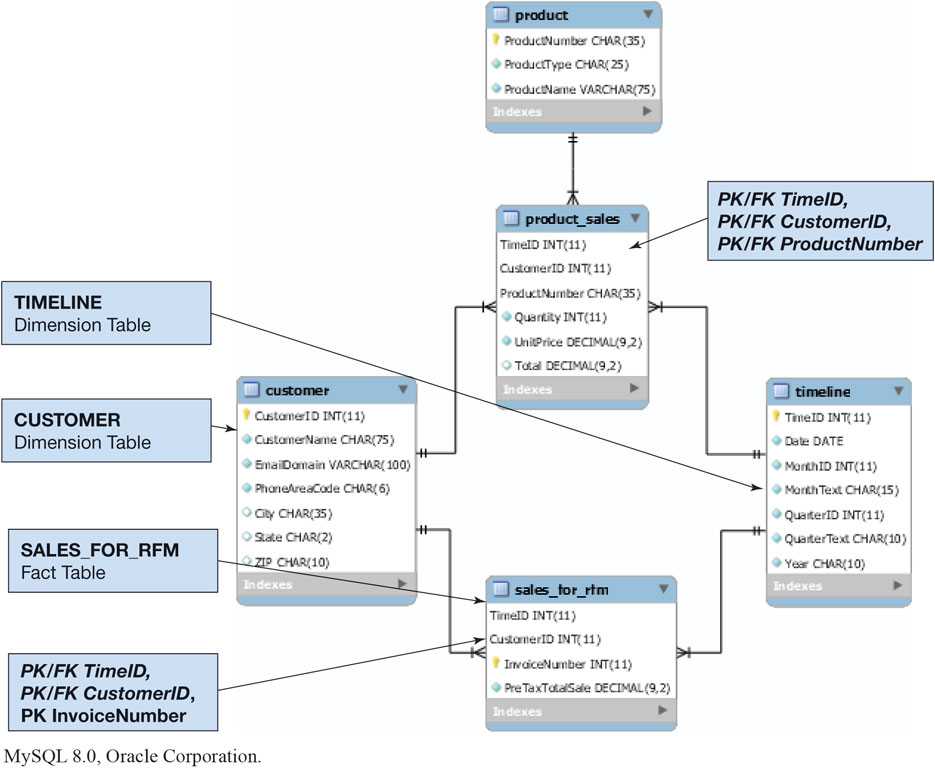 product
ProductNumber CHAR(35)
ProductType CHAR(25)
ProductName VARCHAR(75)
Indexes
product_sales
TimeID INT(11)
CustomerID INT(11)
ProductNumber CHAR(35)
Quantity INT(11)
UnitPrice DECIMAL(9,2)
Total DECIMAL(9,2)
Indexes
PK/FK TimeID,
PK/FK CustomerID,
PK/FK ProductNumber
TIMELINE
Dimension Table
CUSTOMER
Dimension Table
customer
CustomerID INT(11)
CustomerName CHAR(75)
EmailDomain VARCHAR(100)
PhoneAreaCode CHAR(6)
City CHAR(35)
State CHAR(2)
ZIP CHAR(10)
Indexes
timeline
TimeID INT(11)
Date DATE
MonthID INT(11)
MonthText CHAR(15)
QuarterID INT(11)
QuarterText CHAR(10)
Year CHAR(10)
Indexes
SALES_FOR_RFM
Fact Table
sales_for_rfm
TimeID INT(11)
CustomerID INT(11)
InvoiceNumber INT(11)
PreTaxTotalSale DECIMAL(9,2)
Indexes
PK/FK TimeID,
PK/FK CustomerID,
PK InvoiceNumber
MySQL 8.0, Oracle Corporation.